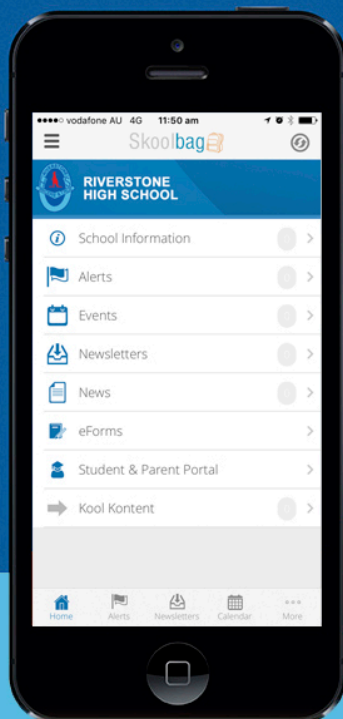 vodafone AU 4G 11:50 am
Skoolbag
RIVERSTONE
HIGH SCHOOL
School Information
Alerts
Events
Newsletters
News
eForms
Student & Parent Portal
Kool Kontent
Home Alerts Newsletters Calendar More